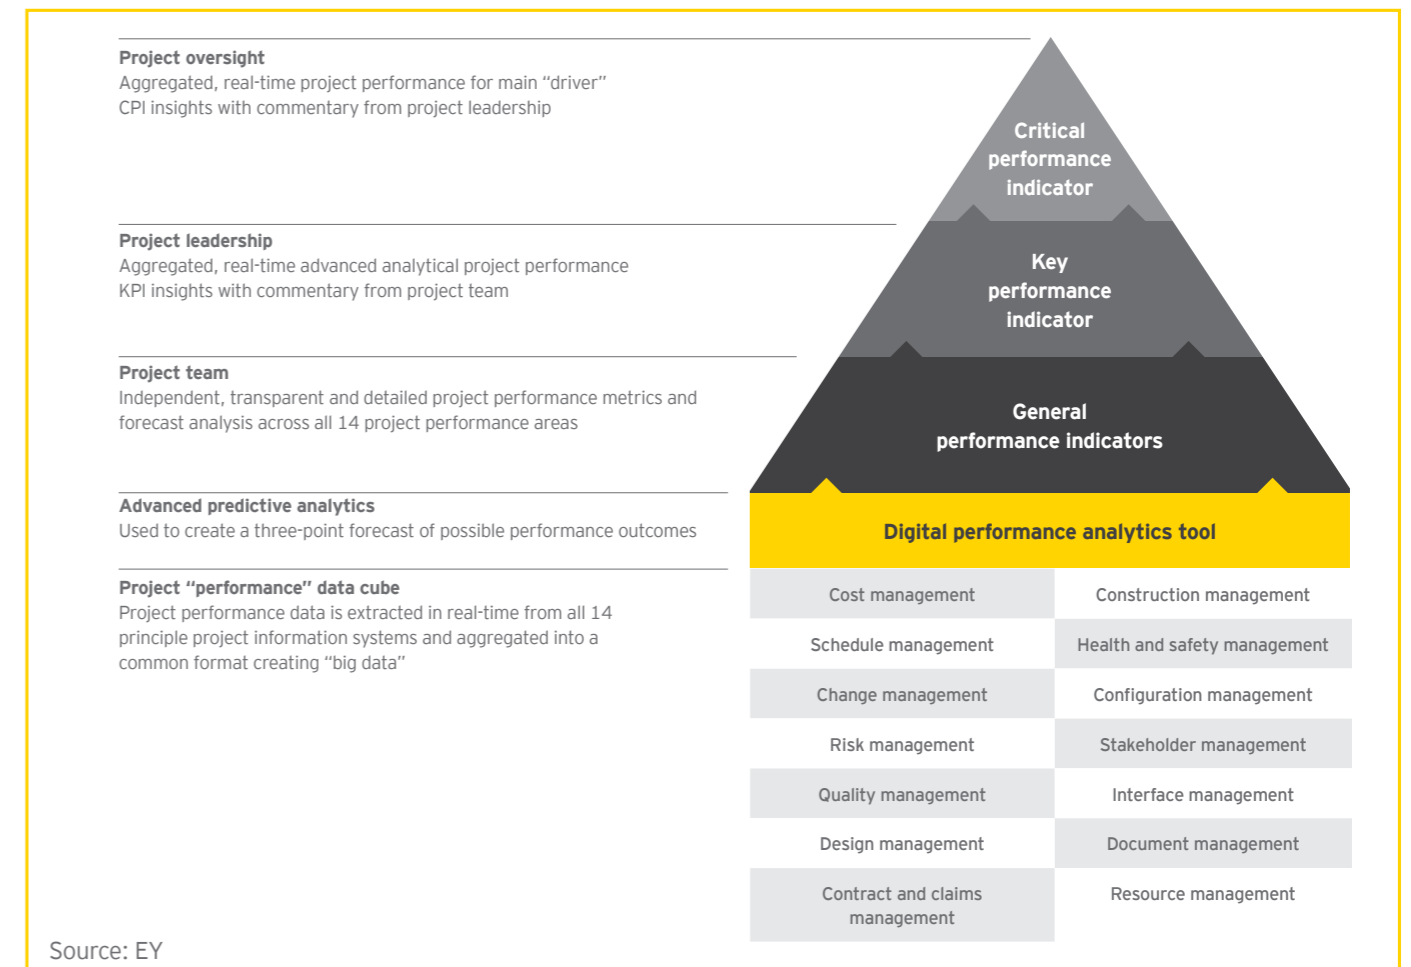 Project oversight
Aggregated, real-time project performance for main “driver”
CPI insights with commentary from project leadership
Critical
performance
indicator
Project leadership
Aggregated, real-time advanced analytical project performance
KPI insights with commentary from project team
Key
performance
indicator
Project team
Independent, transparent and detailed project performance metrics and
forecast analysis across all 14 project performance areas
General
performance indicators
Advanced predictive analytics
Used to create a three-point forecast of possible performance outcomes
Digital performance analytics tool
Project “performance” data cube
Project performance data is extracted in real-time from all 14
principle project information systems and aggregated into a
common format creating “big data”
Cost management
Construction management
Schedule management
Health and safety management
Change management
Configuration management
Risk management
Stakeholder management
Quality management
Interface management
Design management
Document management
Contract and claims
management
Resource management
Source: EY